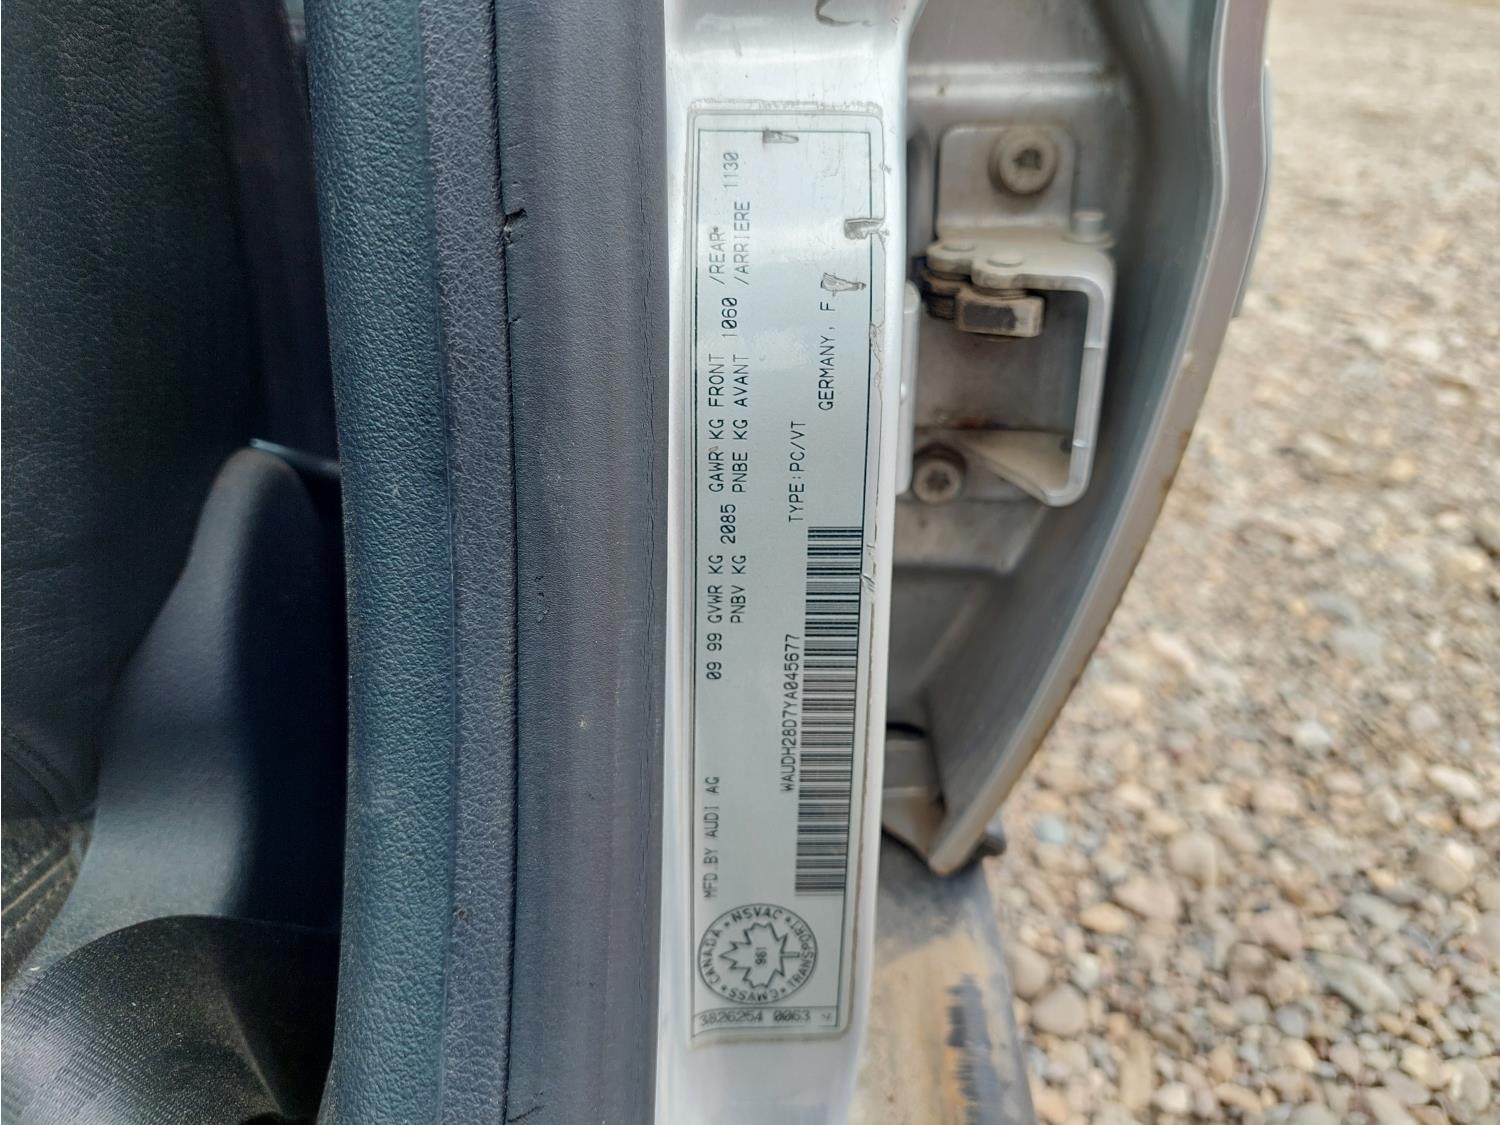 MFD.BY AUDI AG 09 99 GVWR KG 2085 GAWR KG FRONT 1060 /REAR 1130
PNBV KG PNBE KG AVANT /ARRIERE
WAUDH28D7YA045677 TYPE:PC/VT
GERMANY, F
CANADA • NSVAC • TRANSPORT • CMVSS •
961
3826254 0063